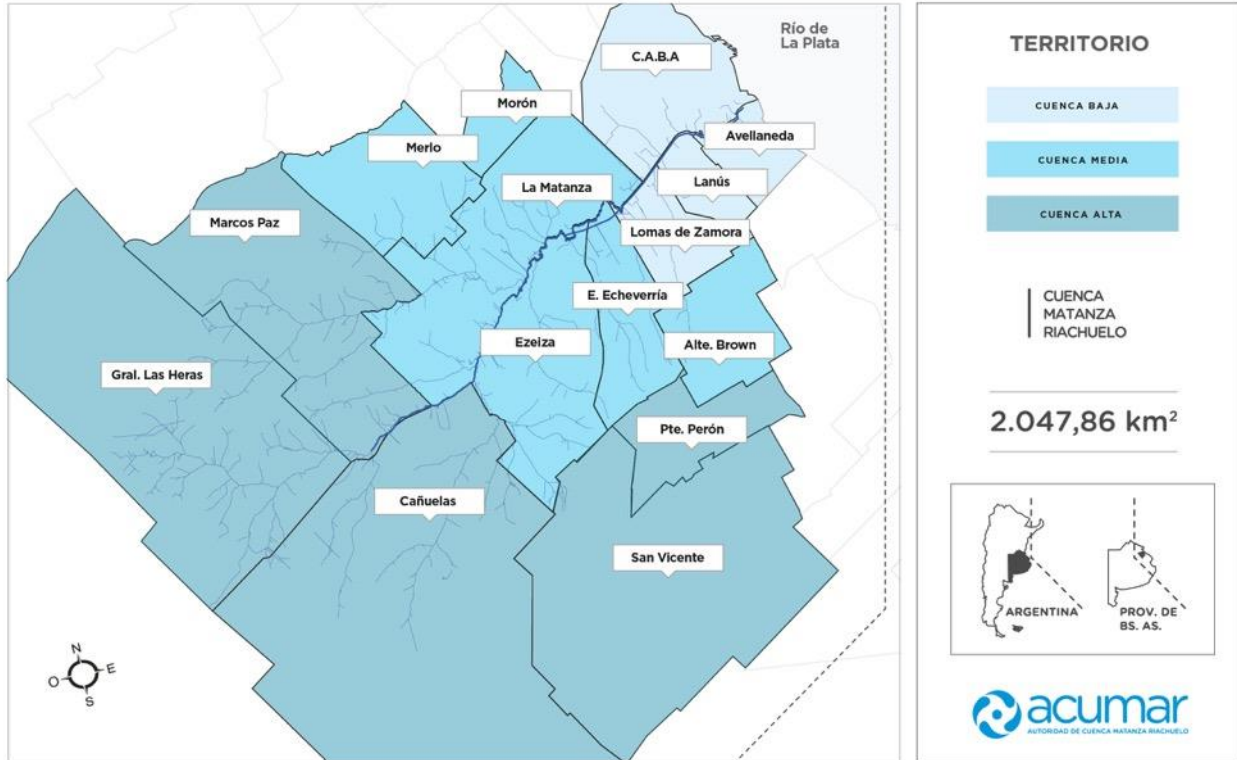 Río de
La Plata
C.A.B.A
Morón
Avellaneda
Merlo
Lanús
La Matanza
Marcos Paz
Lomas de Zamora
E. Echeverría
Ezeiza
Alte. Brown
Gral. Las Heras
Pte. Perón
Cañuelas
San Vicente
N
E
O
S
TERRITORIO
CUENCA BAJA
CUENCA MEDIA
CUENCA ALTA
CUENCA
MATANZA
RIACHUELO
2.047,86 km²
ARGENTINA
PROV. DE
BS. AS.
acumar
AUTORIDAD DE CUENCA MATANZA RIACHUELO